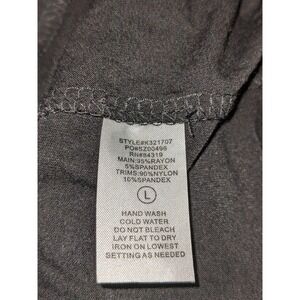 STYLE#K321707
PO#SZ00496
RN#84319
MAIN:95%RAYON
5%SPANDEX
TRIMS:90%NYLON
10%SPANDEX
L
HAND WASH
COLD WATER
DO NOT BLEACH
LAY FLAT TO DRY
IRON ON LOWEST
SETTING AS NEEDED